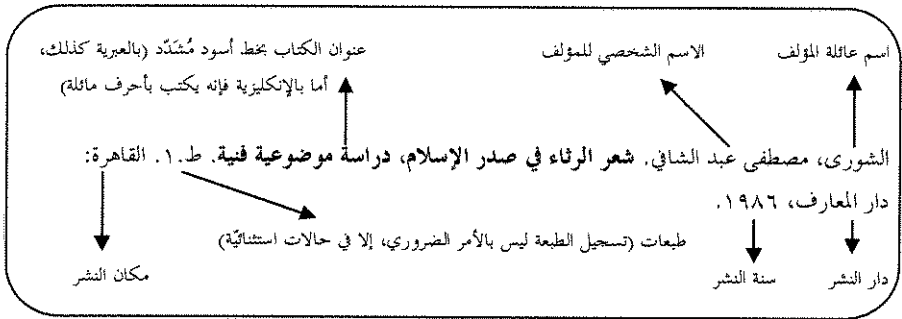 اسم عائلة المؤلف
الاسم الشخصي للمؤلف
عنوان الكتاب بخط أسود مُشَدّد (بالعبرية كذلك،
أما بالإنكليزية فإنه يكتب بأحرف مائلة)
الشورى، مصطفى عبد الشافي. شعر الرثاء في صدر الإسلام، دراسة موضوعية فنية. ط.١. القاهرة:
دار المعارف، ١٩٨٦.
طبعات (تسجيل الطبعة ليس بالأمر الضروري، إلا في حالات استثنائيّة)
دار النشر
سنة النشر
مكان النشر